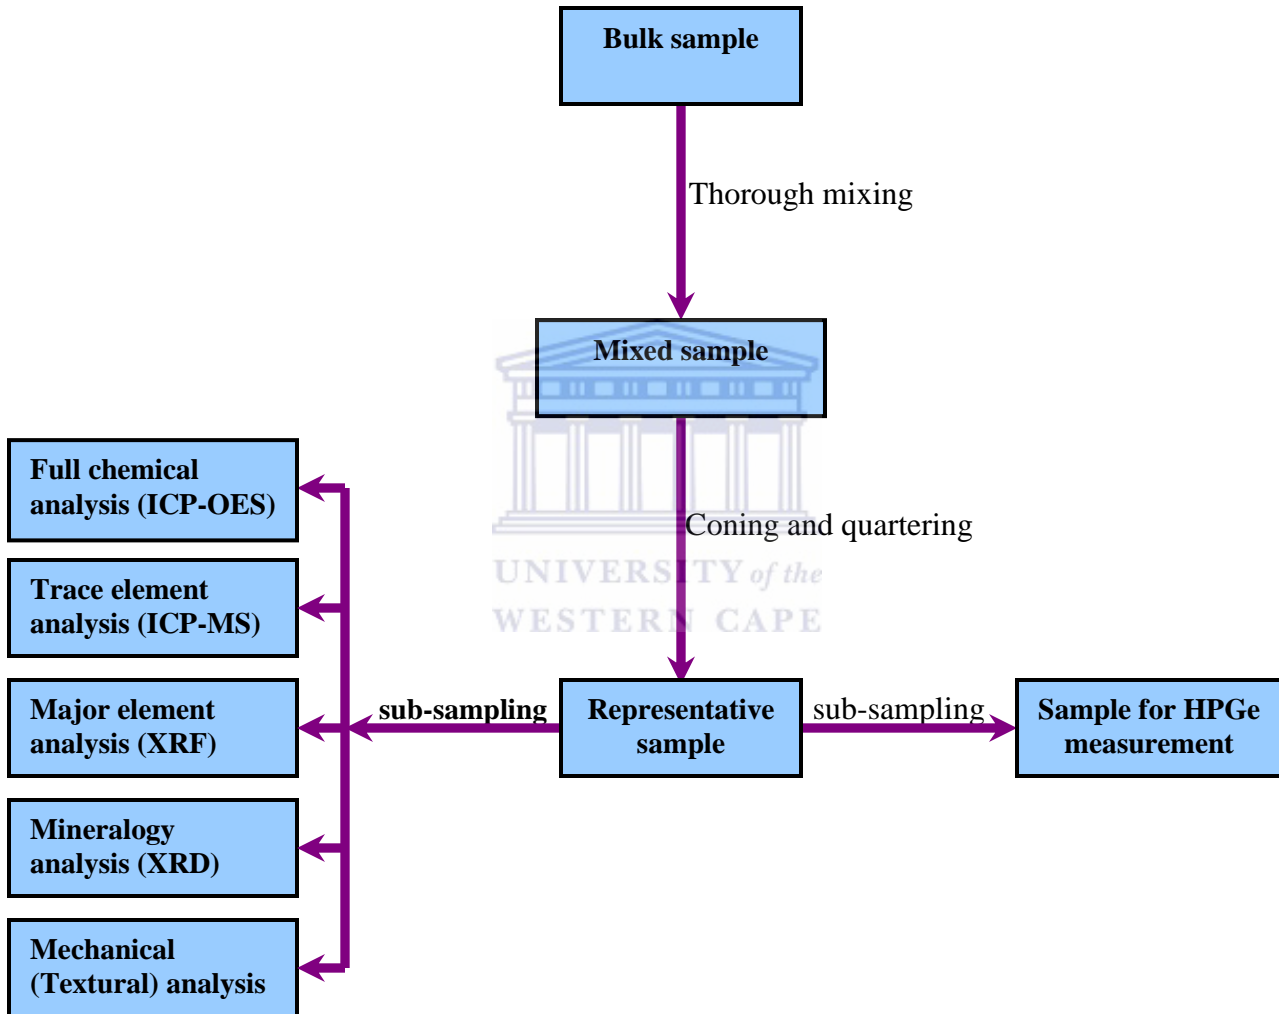 Bulk sample
Thorough mixing
Mixed sample
Coning and quartering
UNIVERSITY of the
WESTERN CAPE
Full chemical
analysis (ICP-OES)
Trace element
analysis (ICP-MS)
Major element
analysis (XRF)
Mineralogy
analysis (XRD)
Mechanical
(Textural) analysis
sub-sampling
Representative
sample
sub-sampling
Sample for HPGe
measurement